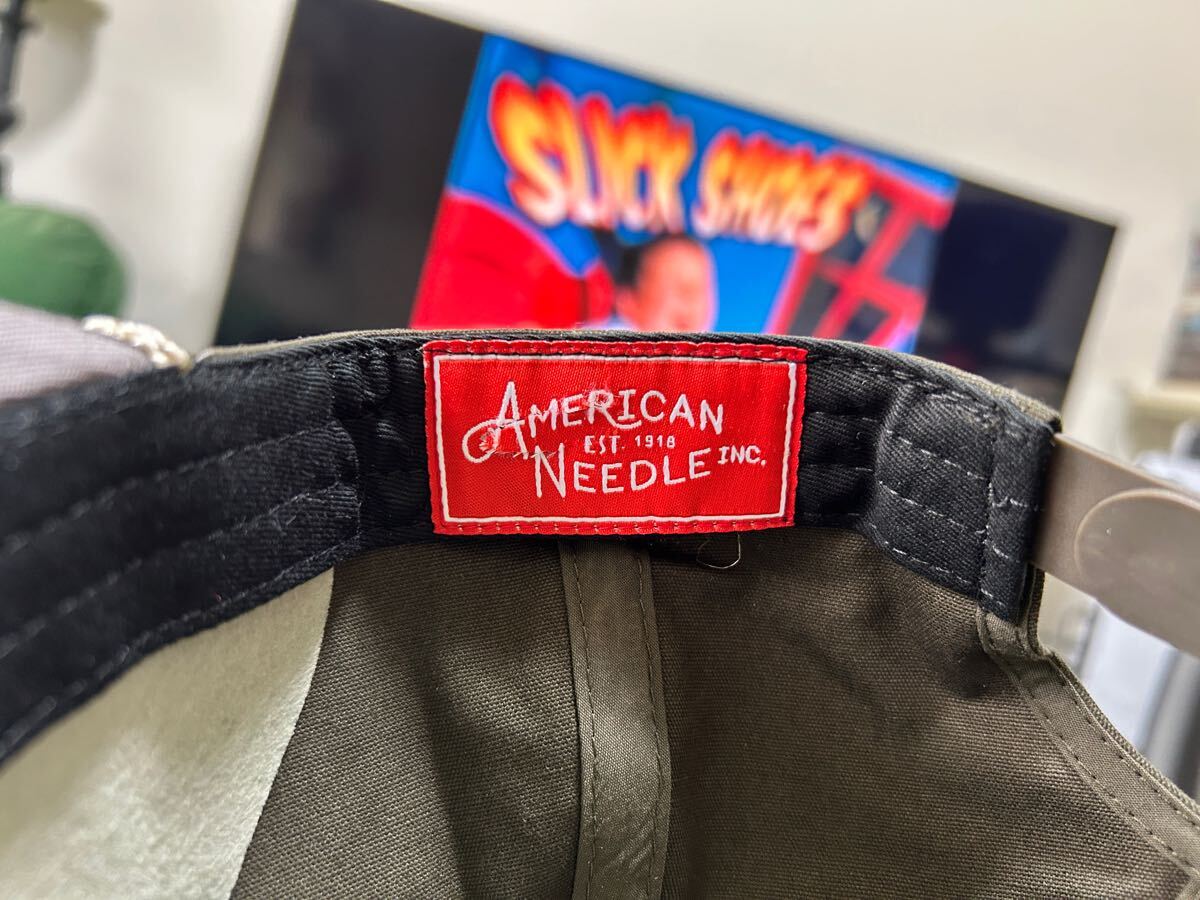 SLICK SHOES
AMERICAN
EST. 1918
NEEDLE INC.